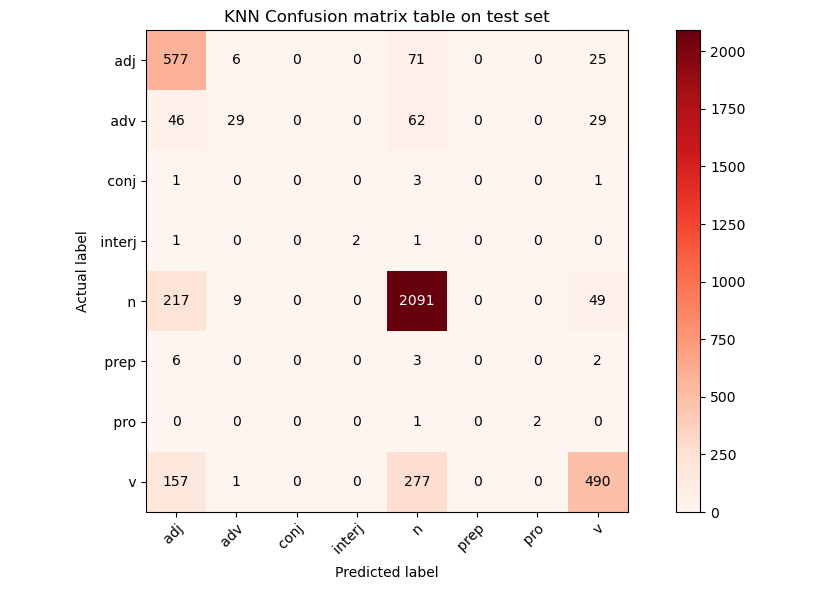 KNN Confusion matrix table on test set
adj 577 6 0 0 71 0 0 25
adv 46 29 0 0 62 0 0 29
conj 1 0 0 0 3 0 0 1
interj 1 0 0 2 1 0 0 0
n 217 9 0 0 2091 0 0 49
prep 6 0 0 0 3 0 0 2
pro 0 0 0 0 1 0 2 0
v 157 1 0 0 277 0 0 490
adj adv conj interj n prep pro v
Predicted label
Actual label
2000
1750
1500
1250
1000
750
500
250
0